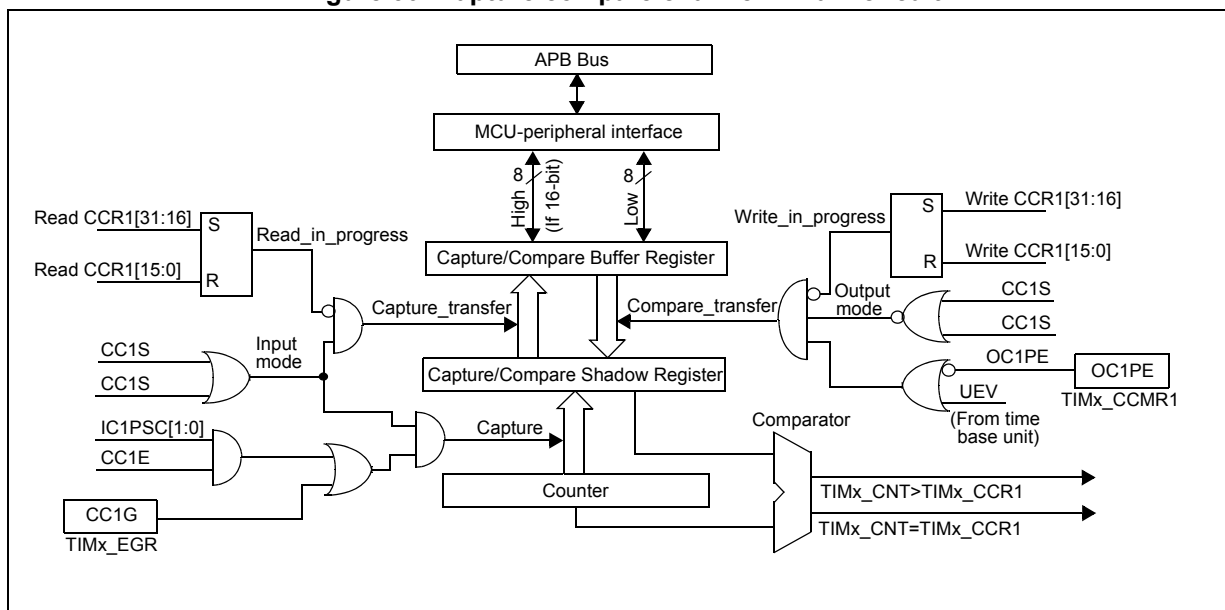 APB Bus
MCU-peripheral interface
8
High
(If 16-bit)
8
Low
Read CCR1[31:16]
S
Read_in_progress
Read CCR1[15:0]
R
Write_in_progress
S
Write CCR1[31:16]
R
Write CCR1[15:0]
Capture/Compare Buffer Register
Capture_transfer
Compare_transfer
Output
mode
CC1S
CC1S
Input
mode
CC1S
CC1S
Capture/Compare Shadow Register
OC1PE
OC1PE
UEV
TIMx_CCMR1
(From time
base unit)
IC1PSC[1:0]
CC1E
Capture
Comparator
Counter
CC1G
TIMx_EGR
TIMx_CNT>TIMx_CCR1
TIMx_CNT=TIMx_CCR1